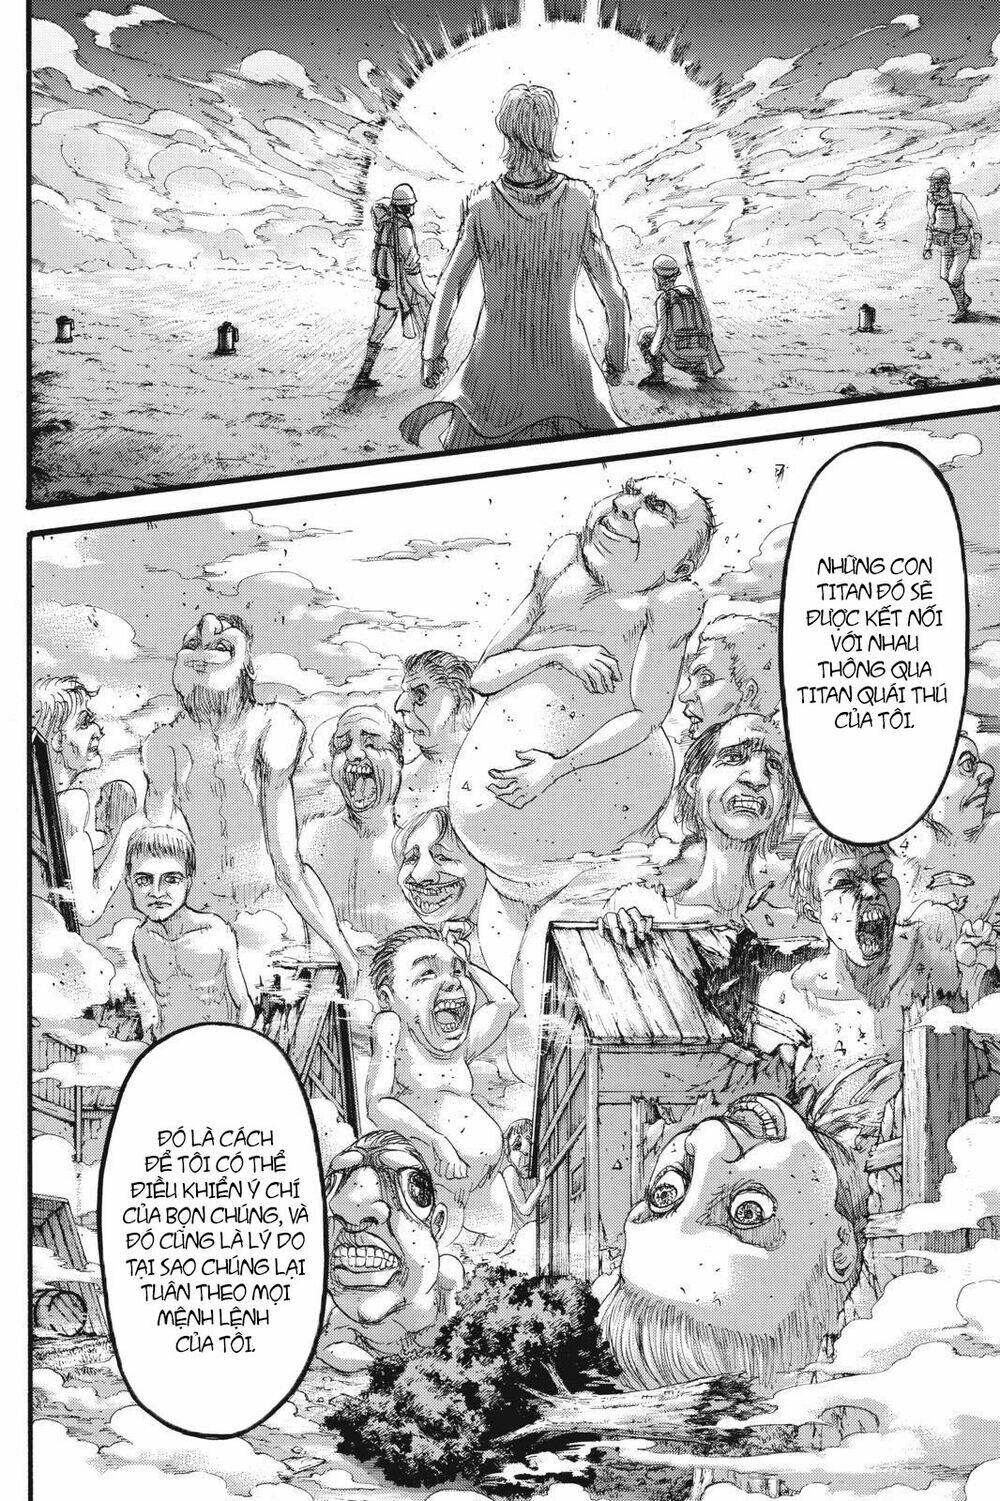 NHỮNG CON
TITAN ĐÓ SẼ
ĐƯỢC KẾT NỐI
VỚI NHAU
THÔNG QUA
TITAN QUÁI THÚ
CỦA TÔI.
ĐÓ LÀ CÁCH
ĐỂ TÔI CÓ THỂ
ĐIỀU KHIỂN Ý CHÍ
CỦA BỌN CHÚNG, VÀ
ĐÓ CŨNG LÀ LÝ DO
TẠI SAO CHÚNG LẠI
TUÂN THEO MỌI
MỆNH LỆNH
CỦA TÔI.